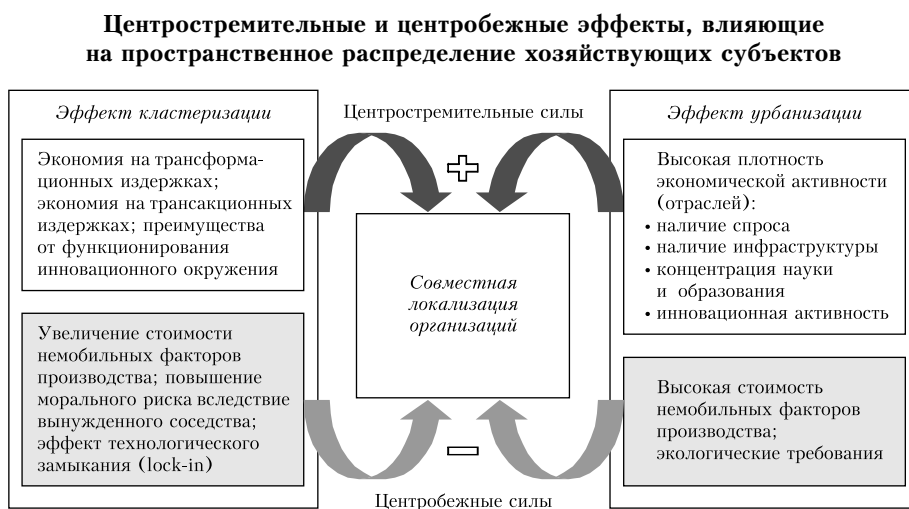 Центростремительные и центробежные эффекты, влияющие
на пространственное распределение хозяйствующих субъектов
Эффект кластеризации
Экономия на трансформа-
ционных издержках;
экономия на трансакционных
издержках; преимущества
от функционирования
инновационного окружения
Увеличение стоимости
немобильных факторов
производства; повышение
морального риска вследствие
вынужденного соседства;
эффект технологического
замыкания (lock-in)
Центростремительные силы
+
Совместная
локализация
организаций
−
Центробежные силы
Эффект урбанизации
Высокая плотность
экономической активности
(отраслей):
• наличие спроса
• наличие инфраструктуры
• концентрация науки
и образования
• инновационная активность
Высокая стоимость
немобильных факторов
производства;
экологические требования